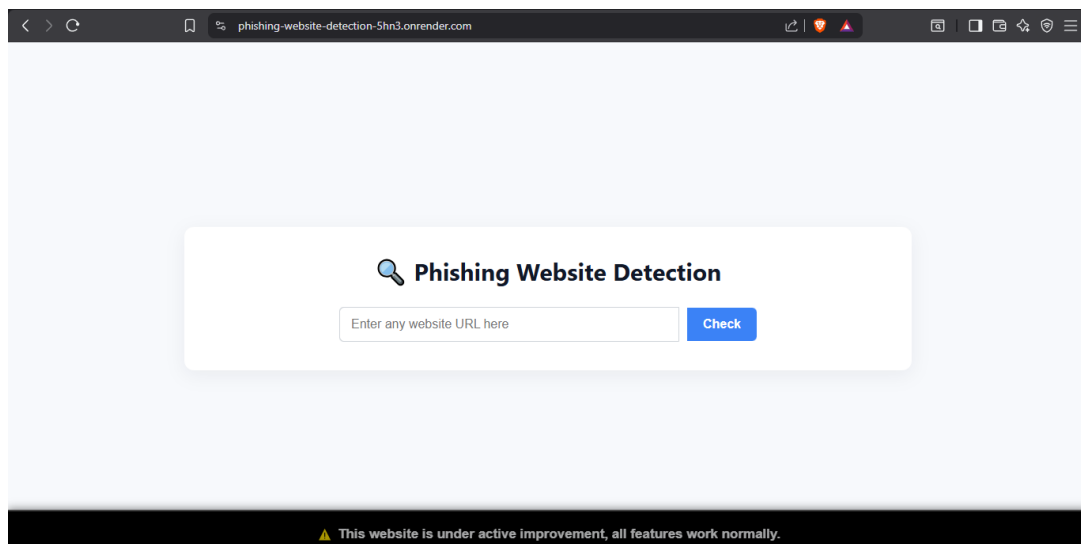 phishing-website-detection-5hn3.onrender.com
Phishing Website Detection
Enter any website URL here
Check
This website is under active improvement, all features work normally.